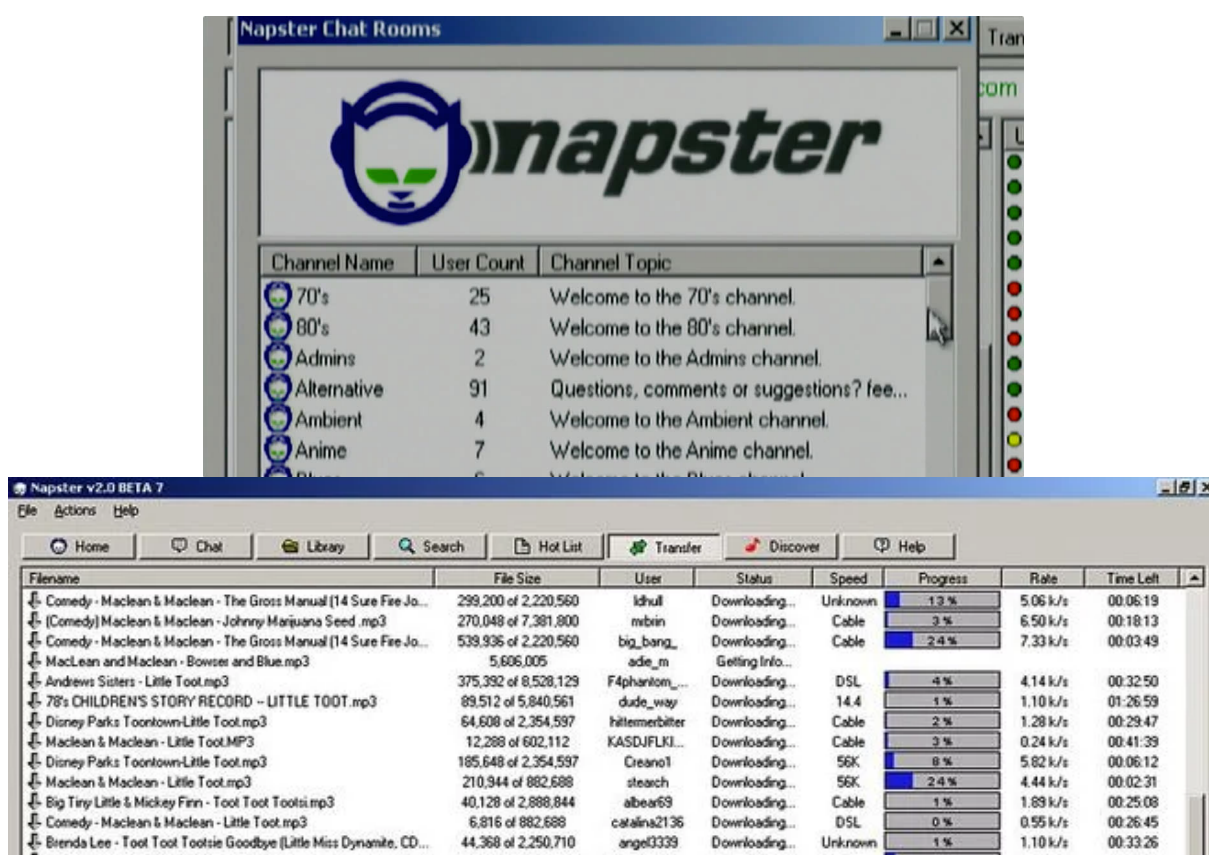 Napster Chat Rooms
Tran
com
napster
Channel Name User Count Channel Topic
70's 25 Welcome to the 70's channel.
80's 43 Welcome to the 80's channel.
Admins 2 Welcome to the Admins channel.
Alternative 91 Questions, comments or suggestions? fee...
Ambient 4 Welcome to the Ambient channel.
Anime 7 Welcome to the Anime channel.
Napster v2.0 BETA 7
File Actions Help
Home Chat Library Search Hot List Transfer Discover Help
Filename File Size User Status Speed Progress Rate Time Left
Comedy - Maclean & Maclean - The Gross Manual (14 Sure Fire Jo... 299,200 of 2,220,560 ldhull Downloading... Unknown 13 % 5.06 k/s 00:06:19
(Comedy) Maclean & Maclean - Johnny Marijuana Seed .mp3 270,048 of 7,381,800 mbrin Downloading... Cable 3 % 6.50 k/s 00:18:13
Comedy - Maclean & Maclean - The Gross Manual (14 Sure Fire Jo... 539,936 of 2,220,560 big_bang_ Downloading... Cable 24 % 7.33 k/s 00:03:49
MacLean and Maclean - Bowser and Blue.mp3 5,606,005 adie_m Getting Info...
Andrews Sisters - Little Toot.mp3 375,392 of 8,528,129 F4phantom_... Downloading... DSL 4 % 4.14 k/s 00:32:50
78's CHILDREN'S STORY RECORD -- LITTLE TOOT.mp3 89,512 of 5,840,561 dude_way Downloading... 14.4 1 % 1.10 k/s 01:26:59
Disney Parks Toontown-Little Toot.mp3 64,608 of 2,354,597 hittermerbitter Downloading... Cable 2 % 1.28 k/s 00:29:47
Maclean & Maclean - Little Toot.MP3 12,288 of 602,112 KASDJFLKI... Downloading... Cable 3 % 0.24 k/s 00:41:39
Disney Parks Toontown-Little Toot.mp3 185,648 of 2,354,597 Creano1 Downloading... 56K 8 % 5.82 k/s 00:06:12
Maclean & Maclean - Little Toot.mp3 210,944 of 882,688 stearch Downloading... 56K 24 % 4.44 k/s 00:02:31
Big Tiny Little & Mickey Finn - Toot Toot Tootsi.mp3 40,128 of 2,888,844 albear69 Downloading... Cable 1 % 1.89 k/s 00:25:08
Comedy - Maclean & Maclean - Little Toot.mp3 6,816 of 882,688 catalina2136 Downloading... DSL 0 % 0.55 k/s 00:26:45
Brenda Lee - Toot Toot Tootsie Goodbye (Little Miss Dynamite, CD... 44,368 of 2,250,710 angel3339 Downloading... Unknown 1 % 1.10 k/s 00:33:26